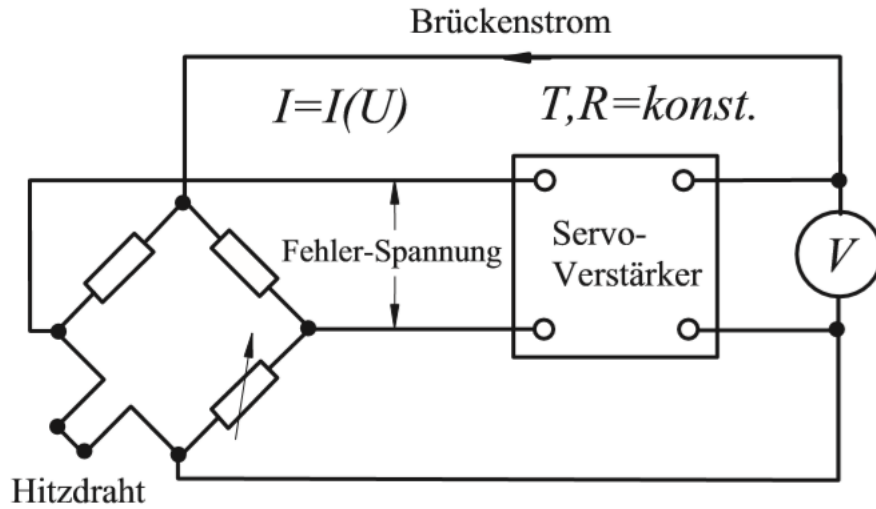 Brückenstrom
I=I(U)
T,R=konst.
Fehler-Spannung
Servo-
Verstärker
V
Hitzdraht